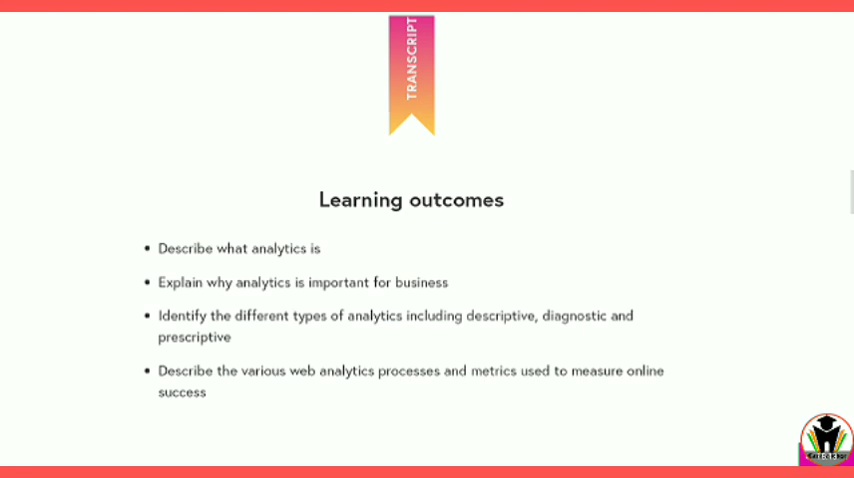 TRANSCRIPT
Learning outcomes
• Describe what analytics is
• Explain why analytics is important for business
• Identify the different types of analytics including descriptive, diagnostic and
prescriptive
• Describe the various web analytics processes and metrics used to measure online
success